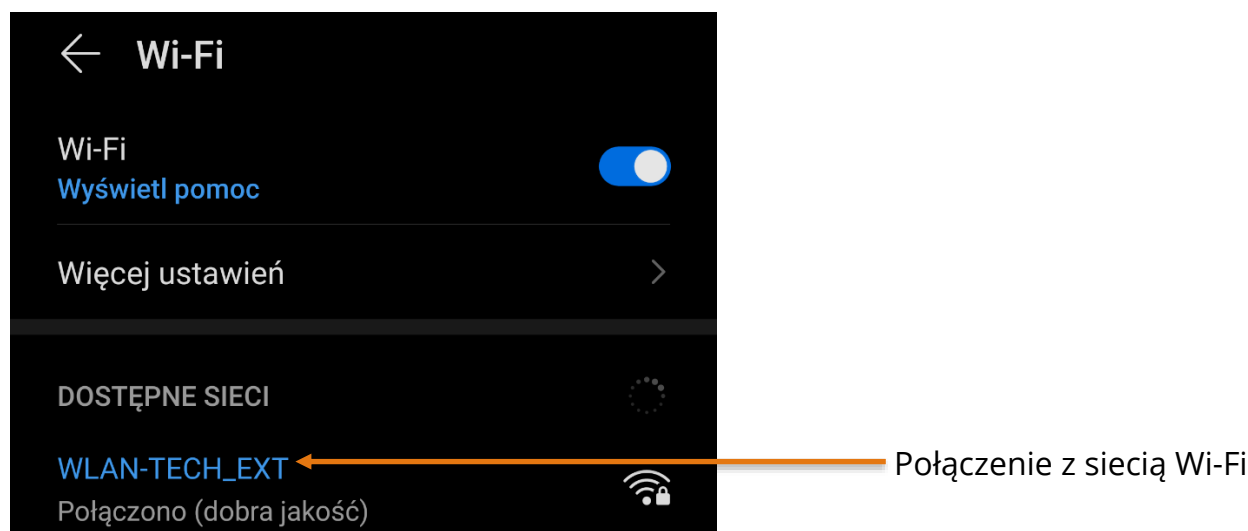 Wi-Fi
Wi-Fi
Wyświetl pomoc
Więcej ustawień
DOSTĘPNE SIECI
WLAN-TECH_EXT
Połączono (dobra jakość)
Połączenie z siecią Wi-Fi